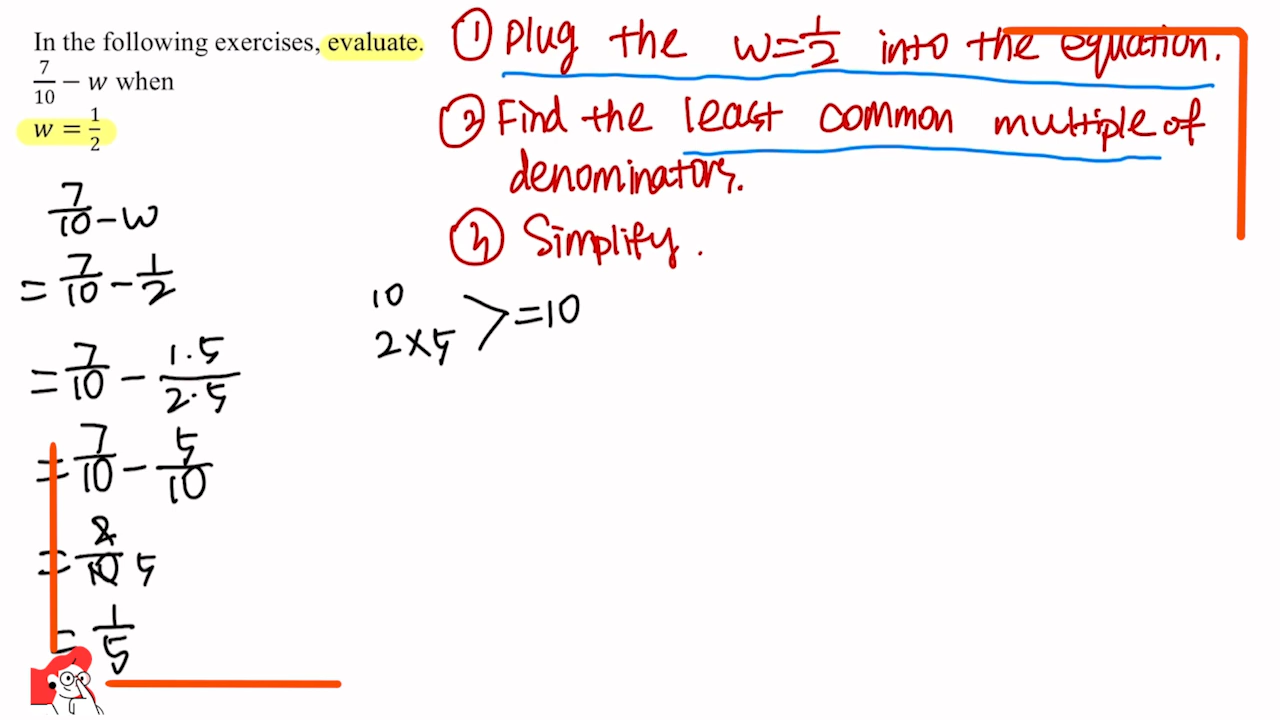 In the following exercises, evaluate.
7/10 − w when
w = 1/2
① Plug the w=1/2 into the equation.
② Find the least common multiple of
denominators.
③ Simplify.
7/10 − w
= 7/10 − 1/2
= 7/10 − 1·5/2·5
= 7/10 − 5/10
= 2/10 5
= 1/5
10
2×5 > =10